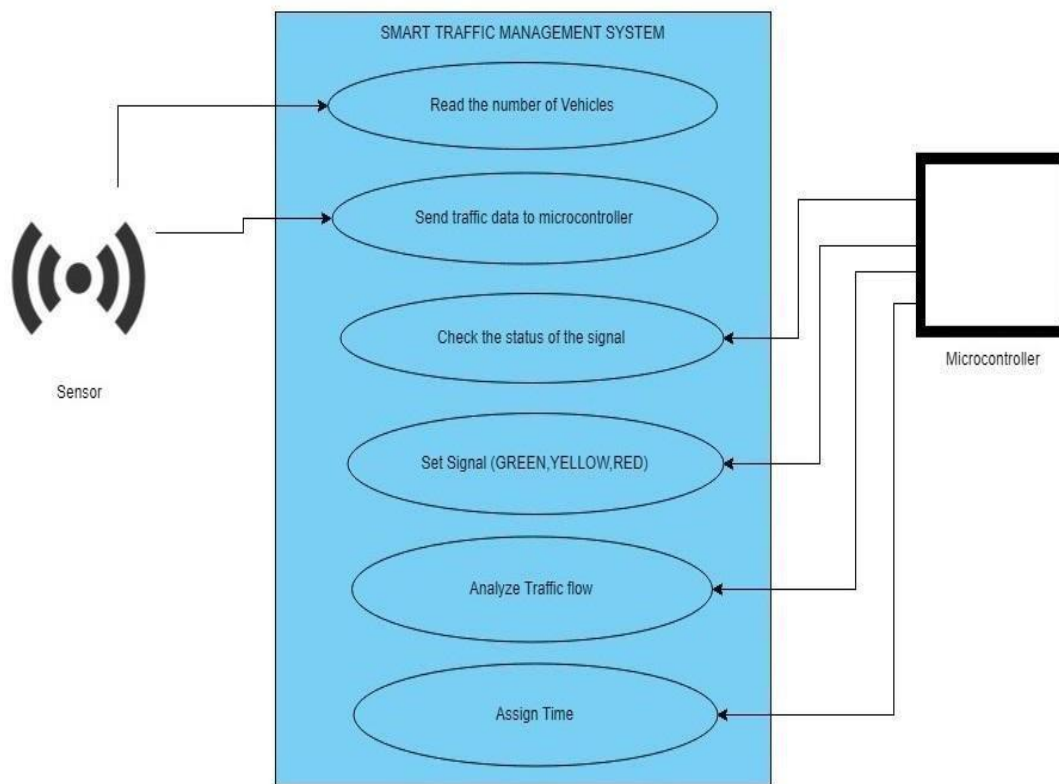 SMART TRAFFIC MANAGEMENT SYSTEM
Read the number of Vehicles
Send traffic data to microcontroller
Check the status of the signal
Microcontroller
Sensor
Set Signal (GREEN,YELLOW,RED)
Analyze Traffic flow
Assign Time